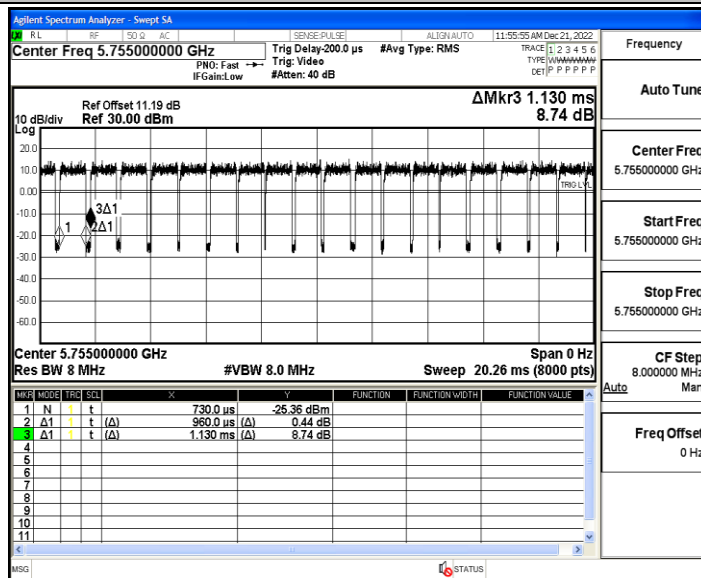 Agilent Spectrum Analyzer - Swept SA
RL RF 50 Ω AC SENSE:PULSE ALIGN AUTO 11:55:55 AM Dec 21, 2022
Center Freq 5.755000000 GHz
PNO: Fast
IFGain:Low
Trig Delay-200.0 µs
Trig: Video
#Atten: 40 dB
#Avg Type: RMS
TRACE 1 2 3 4 5 6
TYPE
DET P P P P P P
ΔMkr3 1.130 ms
8.74 dB
Ref Offset 11.19 dB
10 dB/div Ref 30.00 dBm
Log
20.0
10.0
0.00
-10.0
-20.0
-30.0
-40.0
-50.0
-60.0
TRIG LVL
3Δ1
1
2Δ1
Center 5.755000000 GHz Span 0 Hz
Res BW 8 MHz #VBW 8.0 MHz Sweep 20.26 ms (8000 pts)
MKR MODE TRC SCL X Y FUNCTION FUNCTION WIDTH FUNCTION VALUE
1 N t 730.0 µs -25.36 dBm
2 Δ1 t (Δ) 960.0 µs (Δ) 0.44 dB
3 Δ1 t (Δ) 1.130 ms (Δ) 8.74 dB
4
5
6
7
8
9
10
11
MSG STATUS
Frequency
Auto Tune
Center Freq
5.755000000 GHz
Start Freq
5.755000000 GHz
Stop Freq
5.755000000 GHz
CF Step
8.000000 MHz
Auto Man
Freq Offset
0 Hz